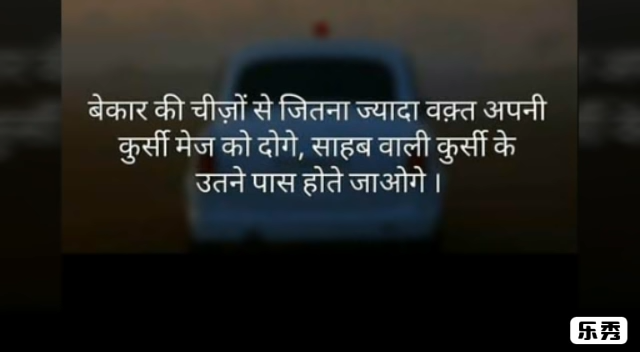 बेकार की चीज़ों से जितना ज्यादा वक़्त अपनी
कुर्सी मेज को दोगे, साहब वाली कुर्सी के
उतने पास होते जाओगे ।
乐秀